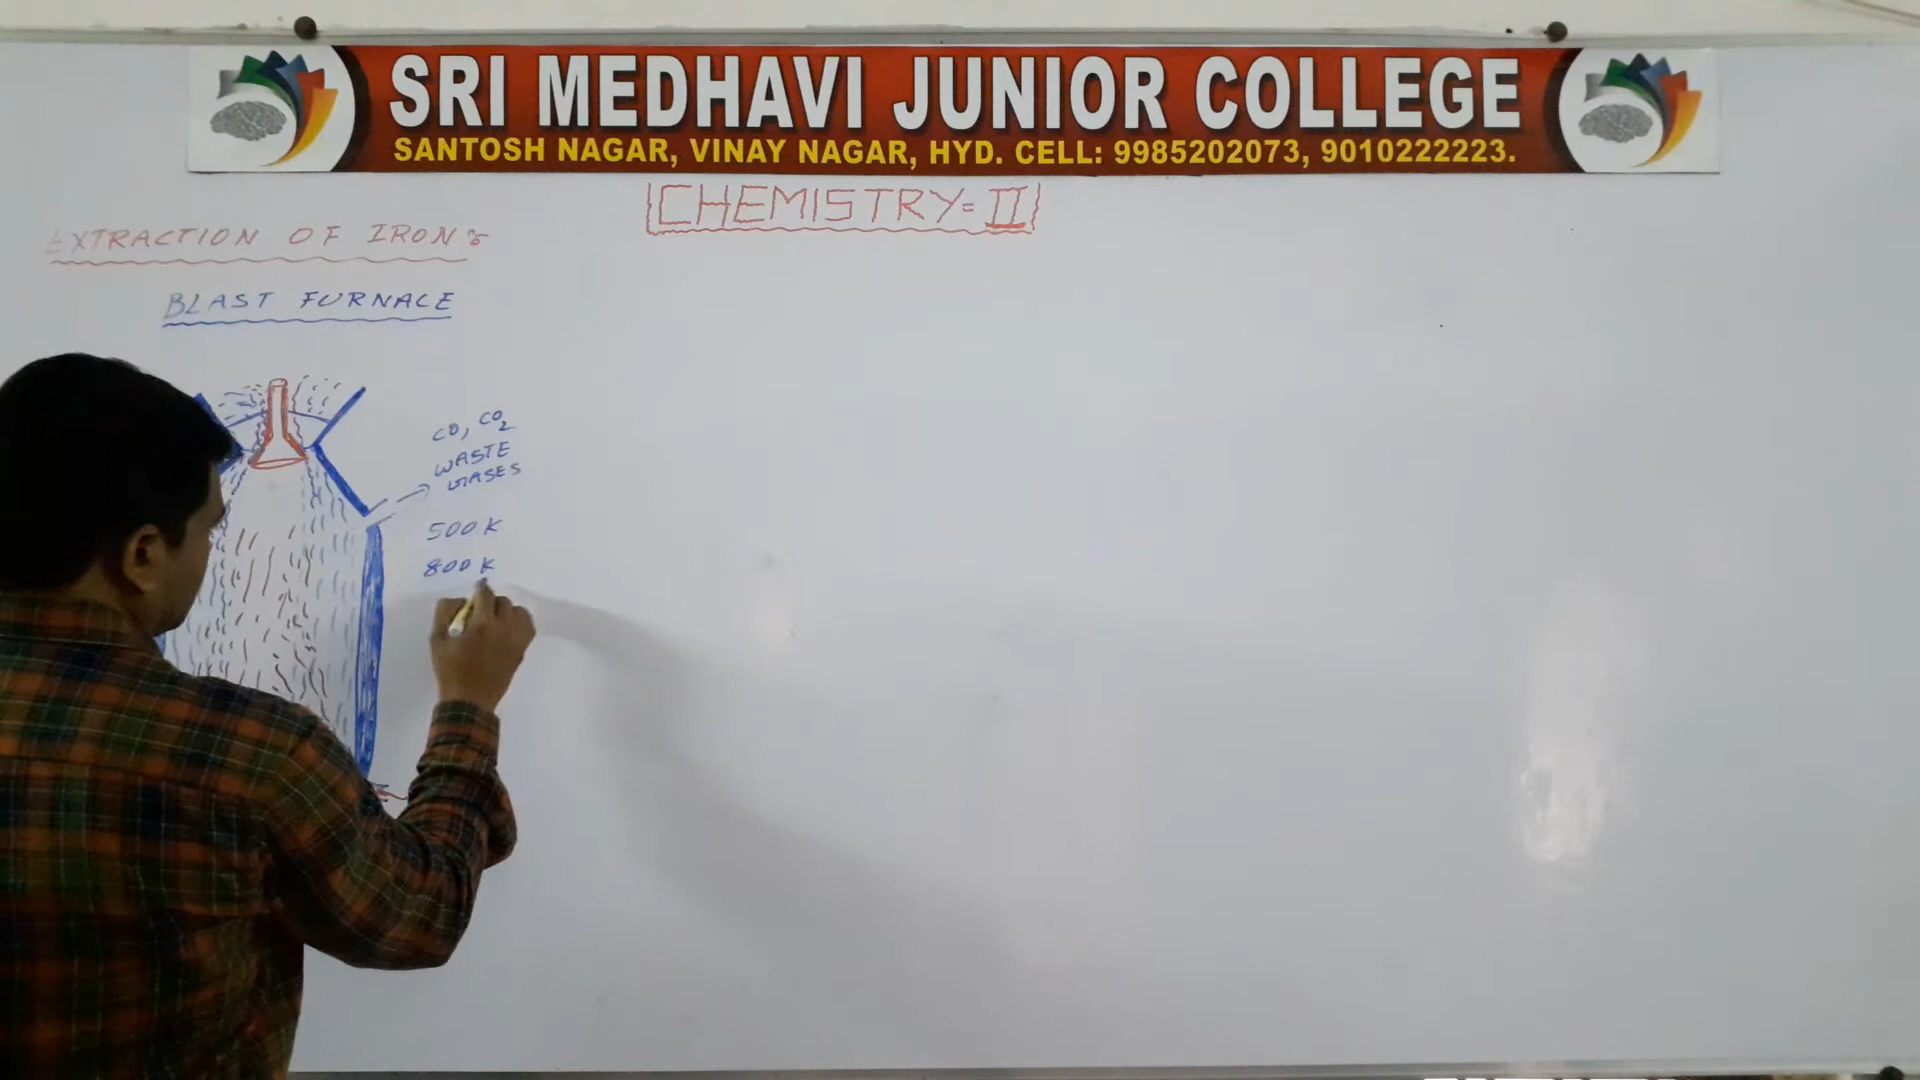 SRI MEDHAVI JUNIOR COLLEGE
SANTOSH NAGAR, VINAY NAGAR, HYD. CELL: 9985202073, 9010222223.
CHEMISTRY=II
EXTRACTION OF IRON:
BLAST FURNACE
CO, CO2
WASTE
GASES
500 K
800 K